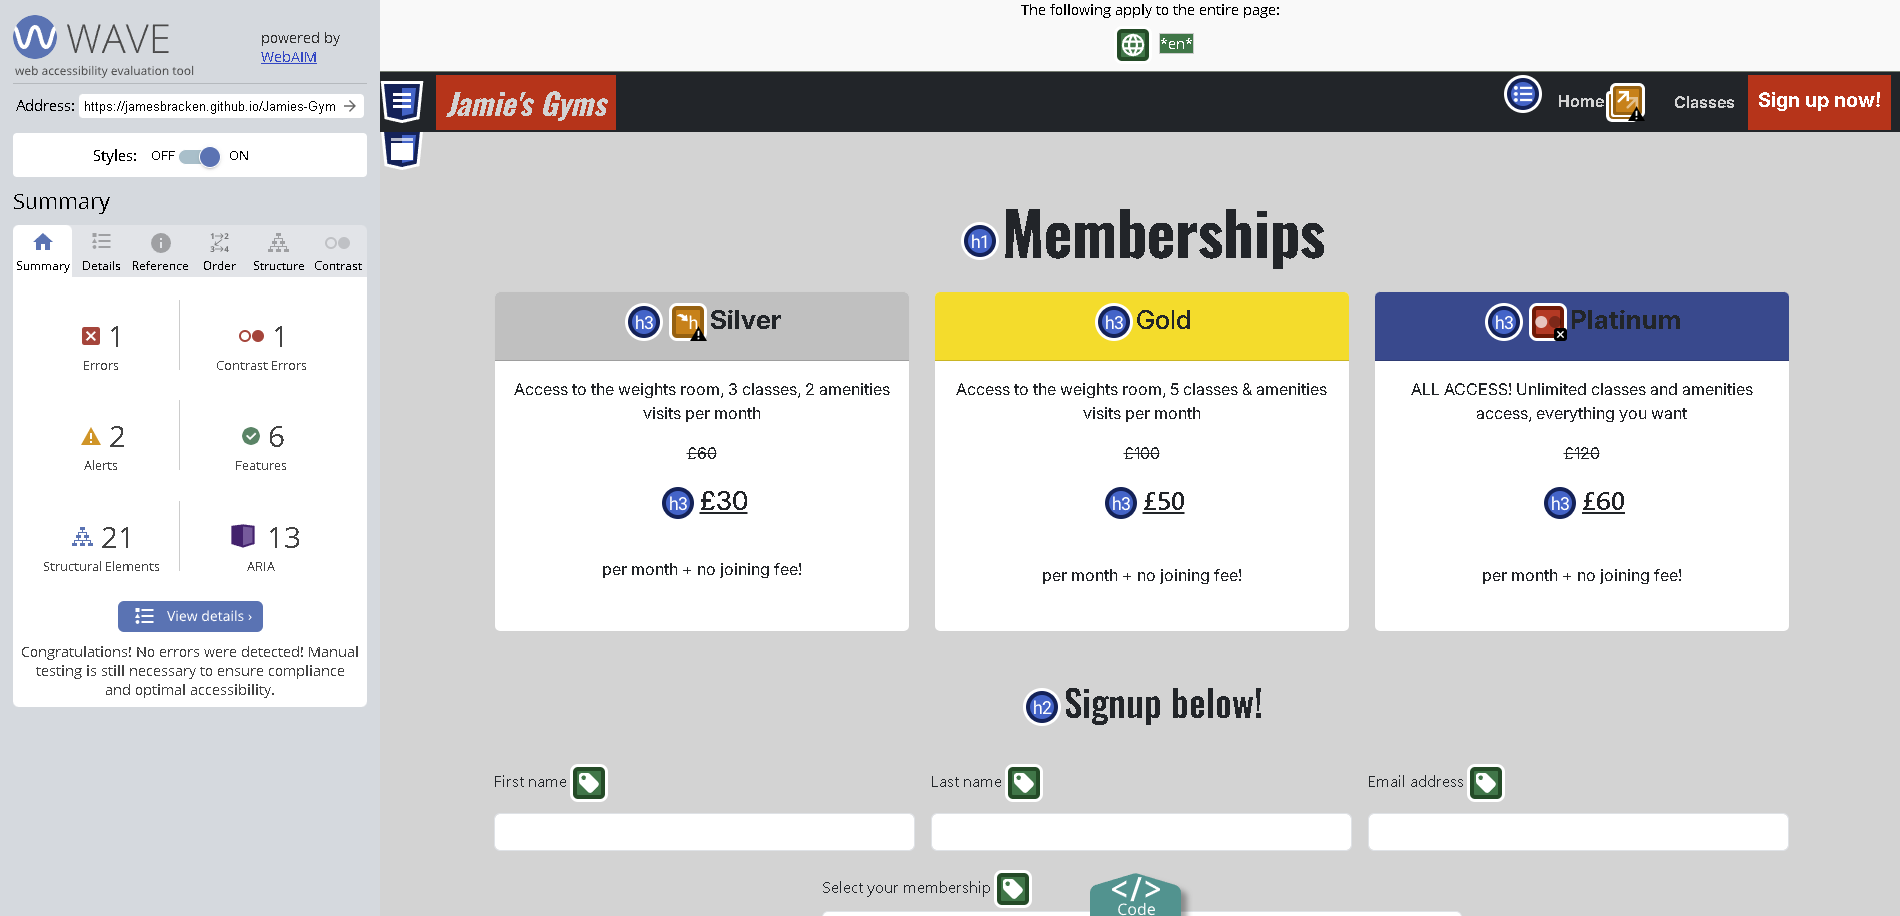 WAVE
powered by
WebAIM
web accessibility evaluation tool
Address: https://jamesbracken.github.io/Jamies-Gym
Styles: OFF ON
Summary
Summary Details Reference Order Structure Contrast
1 1
Errors Contrast Errors
2 6
Alerts Features
21 13
Structural Elements ARIA
View details ›
Congratulations! No errors were detected! Manual
testing is still necessary to ensure compliance
and optimal accessibility.
The following apply to the entire page:
*en*
Jamie's Gyms Home Classes Sign up now!
h1 Memberships
h3 h Silver
Access to the weights room, 3 classes, 2 amenities
visits per month
£60
h3 £30
per month + no joining fee!
h3 Gold
Access to the weights room, 5 classes & amenities
visits per month
£100
h3 £50
per month + no joining fee!
h3 Platinum
ALL ACCESS! Unlimited classes and amenities
access, everything you want
£120
h3 £60
per month + no joining fee!
h2 Signup below!
First name Last name Email address
Select your membership
</>
Code